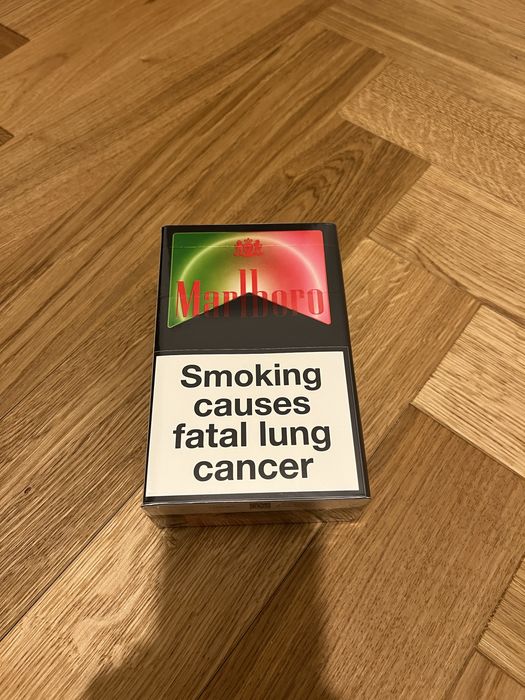 Marlboro
Smoking
causes
fatal lung
cancer